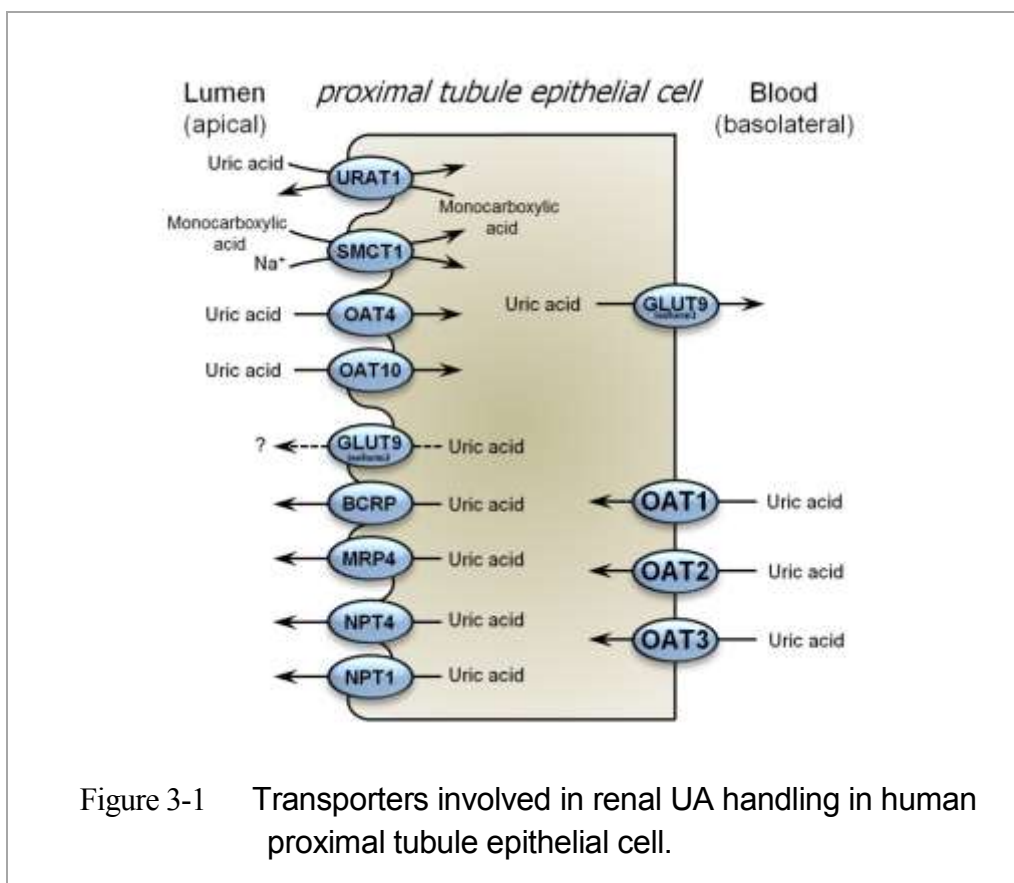 Lumen
(apical)
proximal tubule epithelial cell
Blood
(basolateral)
Uric acid
URAT1
Monocarboxylic
acid
Monocarboxylic
acid
Na⁺
SMCT1
Uric acid
OAT4
Uric acid
GLUT9
Uric acid
OAT10
?
GLUT9
Uric acid
BCRP
Uric acid
OAT1
Uric acid
MRP4
Uric acid
OAT2
Uric acid
NPT4
Uric acid
OAT3
Uric acid
NPT1
Uric acid
Figure 3-1 Transporters involved in renal UA handling in human
proximal tubule epithelial cell.